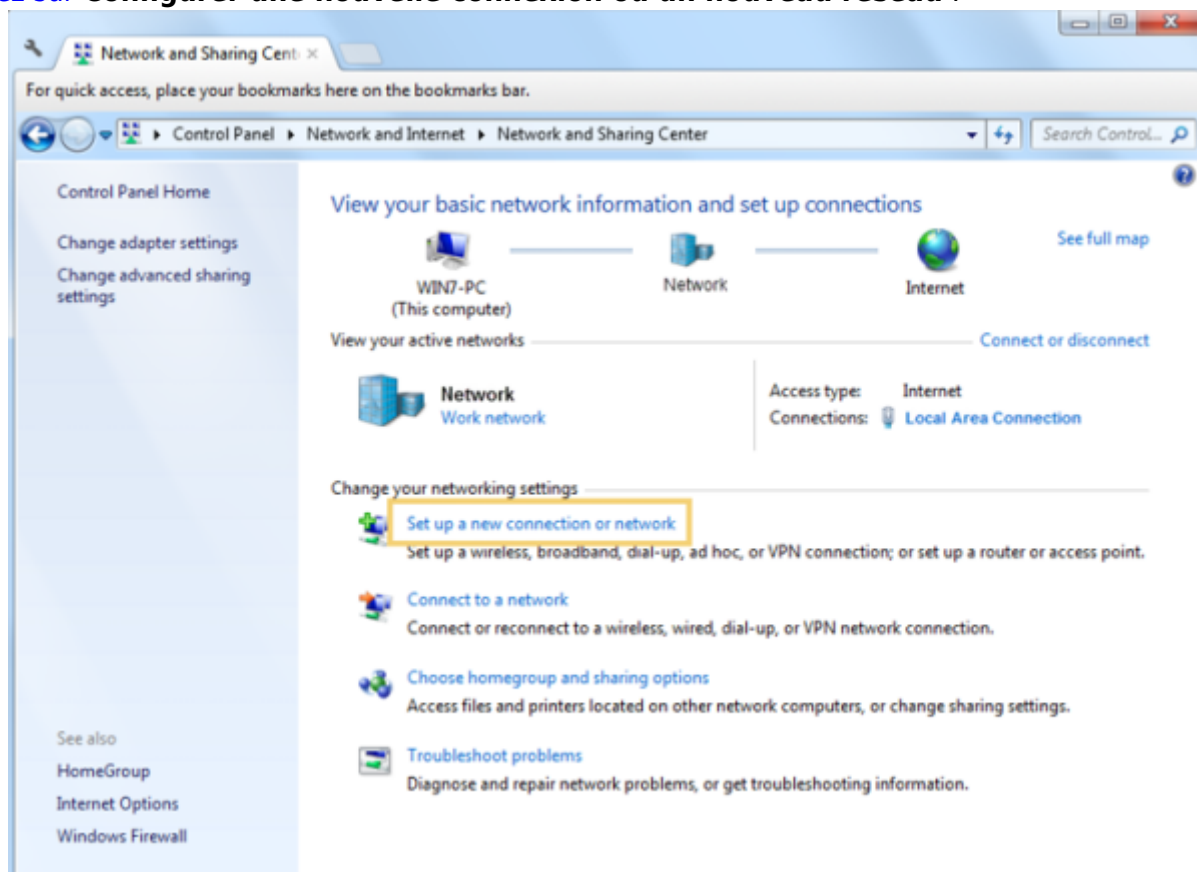 Configurer une nouvelle connexion ou un nouveau réseau
Network and Sharing Cent
For quick access, place your bookmarks here on the bookmarks bar.
Control Panel Network and Internet Network and Sharing Center Search Control...
Control Panel Home
Change adapter settings
Change advanced sharing
settings
View your basic network information and set up connections
See full map
WIN7-PC Network Internet
(This computer)
View your active networks Connect or disconnect
Network
Work network
Access type: Internet
Connections: Local Area Connection
Change your networking settings
Set up a new connection or network
Set up a wireless, broadband, dial-up, ad hoc, or VPN connection; or set up a router or access point.
Connect to a network
Connect or reconnect to a wireless, wired, dial-up, or VPN network connection.
Choose homegroup and sharing options
Access files and printers located on other network computers, or change sharing settings.
Troubleshoot problems
Diagnose and repair network problems, or get troubleshooting information.
See also
HomeGroup
Internet Options
Windows Firewall